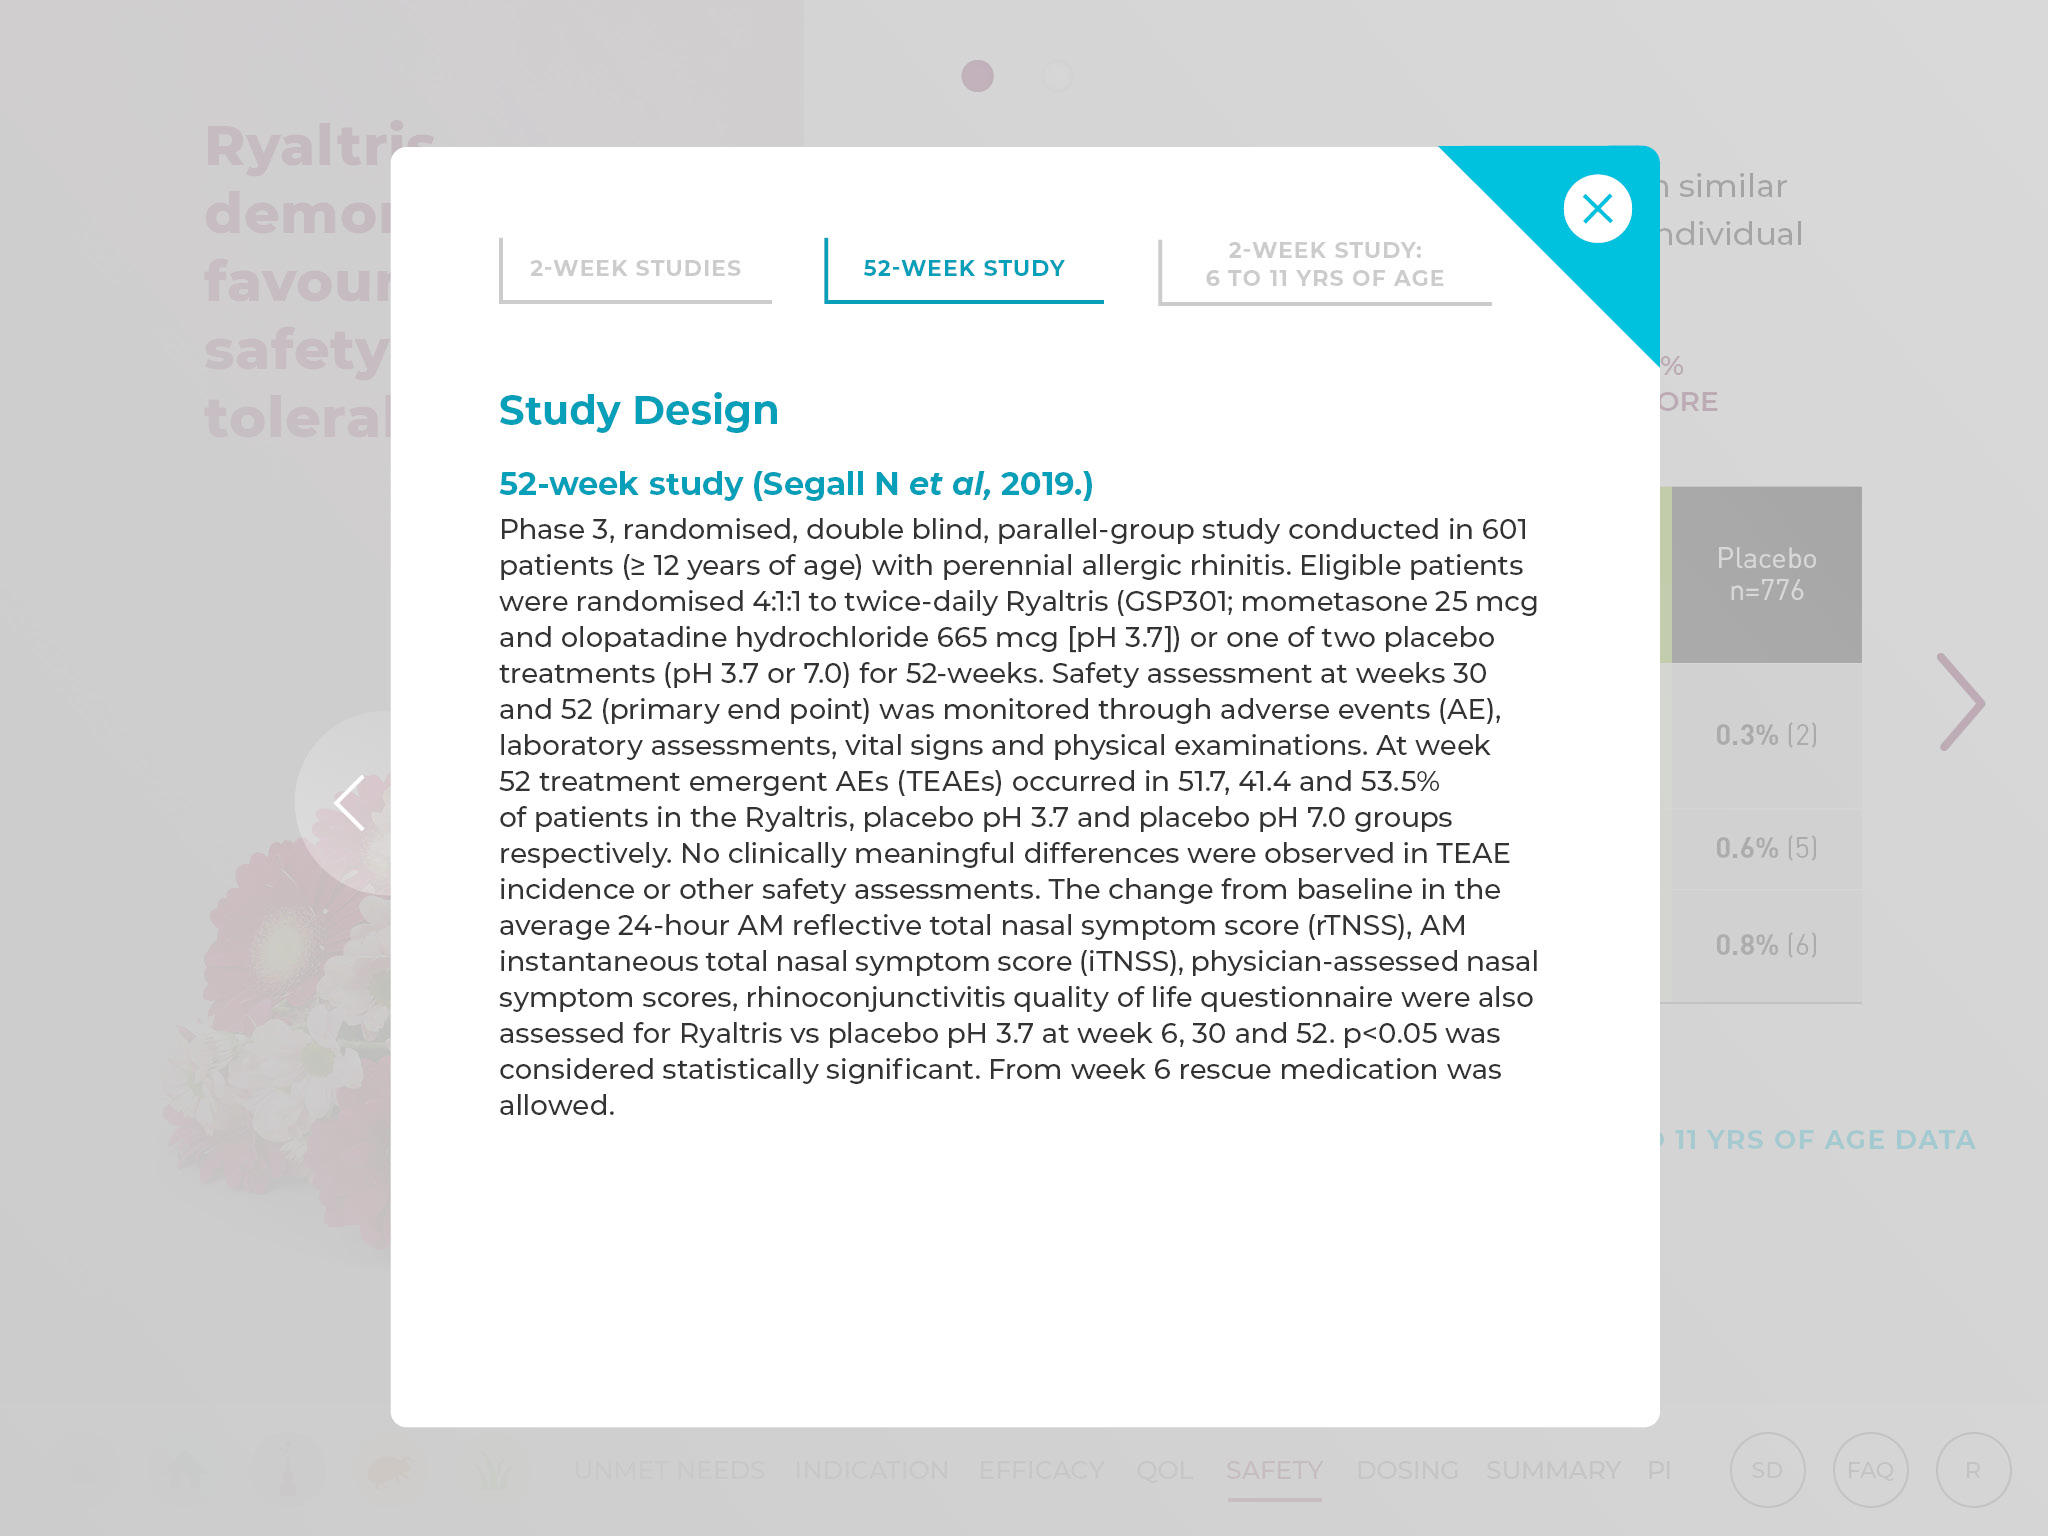 Ryaltris
demon
favour
safety
toleral
n similar
ndividual
%
ORE
2-WEEK STUDIES
52-WEEK STUDY
2-WEEK STUDY:
6 TO 11 YRS OF AGE
Study Design
52-week study (Segall N et al, 2019.)
Phase 3, randomised, double blind, parallel-group study conducted in 601
patients (≥ 12 years of age) with perennial allergic rhinitis. Eligible patients
were randomised 4:1:1 to twice-daily Ryaltris (GSP301; mometasone 25 mcg
and olopatadine hydrochloride 665 mcg [pH 3.7]) or one of two placebo
treatments (pH 3.7 or 7.0) for 52-weeks. Safety assessment at weeks 30
and 52 (primary end point) was monitored through adverse events (AE),
laboratory assessments, vital signs and physical examinations. At week
52 treatment emergent AEs (TEAEs) occurred in 51.7, 41.4 and 53.5%
of patients in the Ryaltris, placebo pH 3.7 and placebo pH 7.0 groups
respectively. No clinically meaningful differences were observed in TEAE
incidence or other safety assessments. The change from baseline in the
average 24-hour AM reflective total nasal symptom score (rTNSS), AM
instantaneous total nasal symptom score (iTNSS), physician-assessed nasal
symptom scores, rhinoconjunctivitis quality of life questionnaire were also
assessed for Ryaltris vs placebo pH 3.7 at week 6, 30 and 52. p<0.05 was
considered statistically significant. From week 6 rescue medication was
allowed.
Placebo
n=776
0.3% (2)
0.6% (5)
0.8% (6)
11 YRS OF AGE DATA
UNMET NEEDS INDICATION EFFICACY QOL SAFETY DOSING SUMMARY PI SD FAQ R